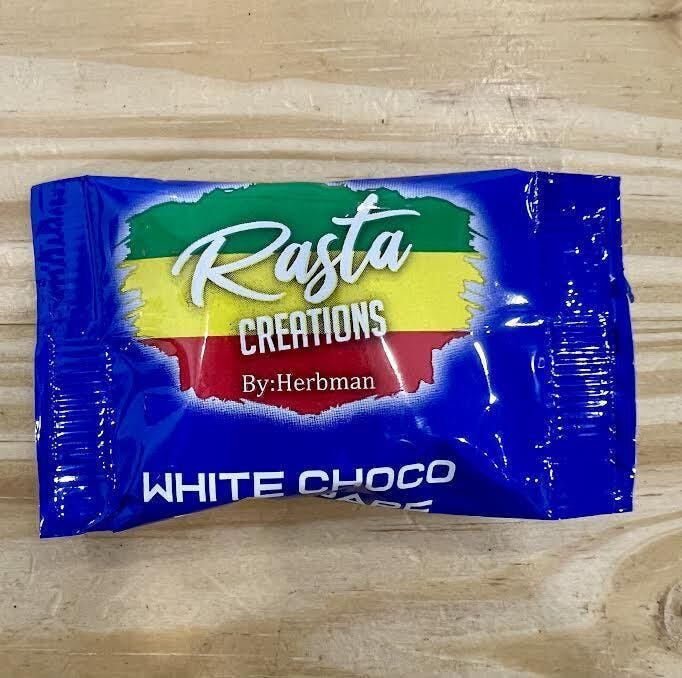 Rasta
CREATIONS
By:Herbman
WHITE CHOCO